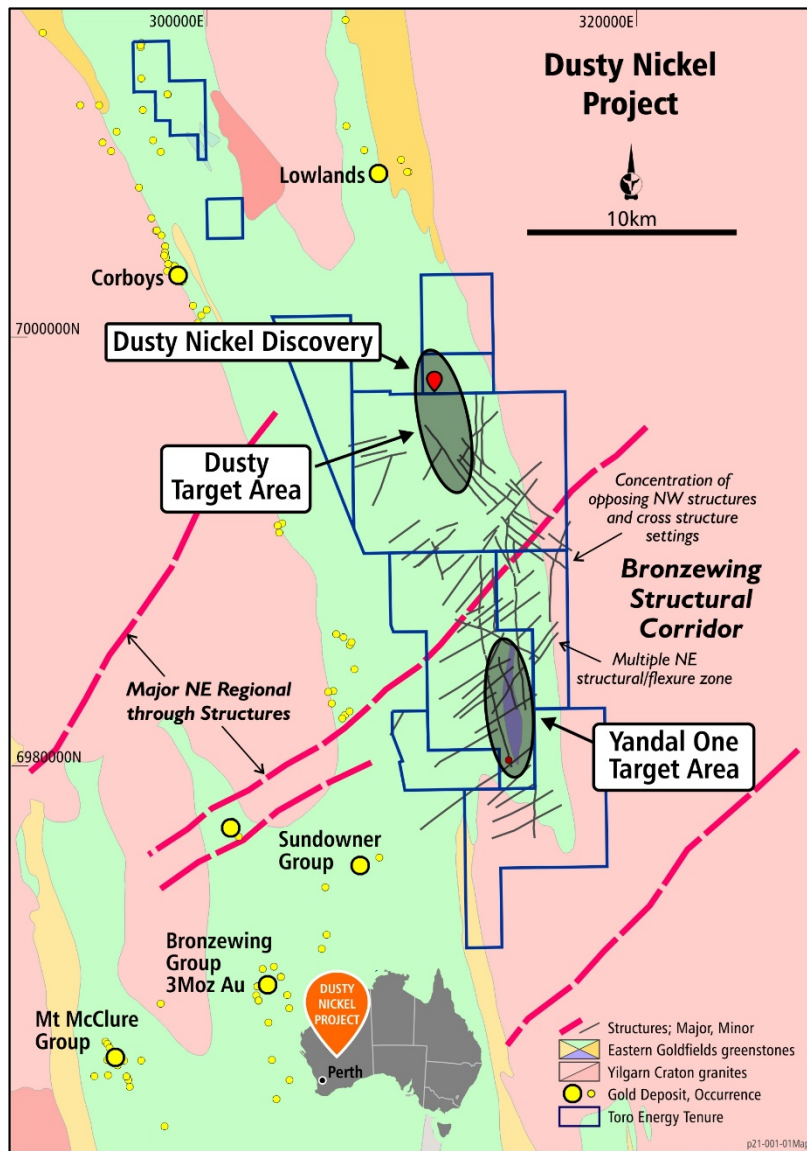 300000E
320000E
Dusty Nickel
Project
10km
Lowlands
Corboys
7000000N
Dusty Nickel Discovery
Dusty
Target Area
Concentration of
opposing NW structures
and cross structure
settings
Bronzewing
Structural
Corridor
Multiple NE
structural/flexure zone
Major NE Regional
through Structures
Yandal One
Target Area
6980000N
Sundowner
Group
Bronzewing
Group
3Moz Au
DUSTY
NICKEL
PROJECT
Perth
Mt McClure
Group
Structures; Major, Minor
Eastern Goldfields greenstones
Yilgarn Craton granites
Gold Deposit, Occurrence
Toro Energy Tenure
p21-001-01Map